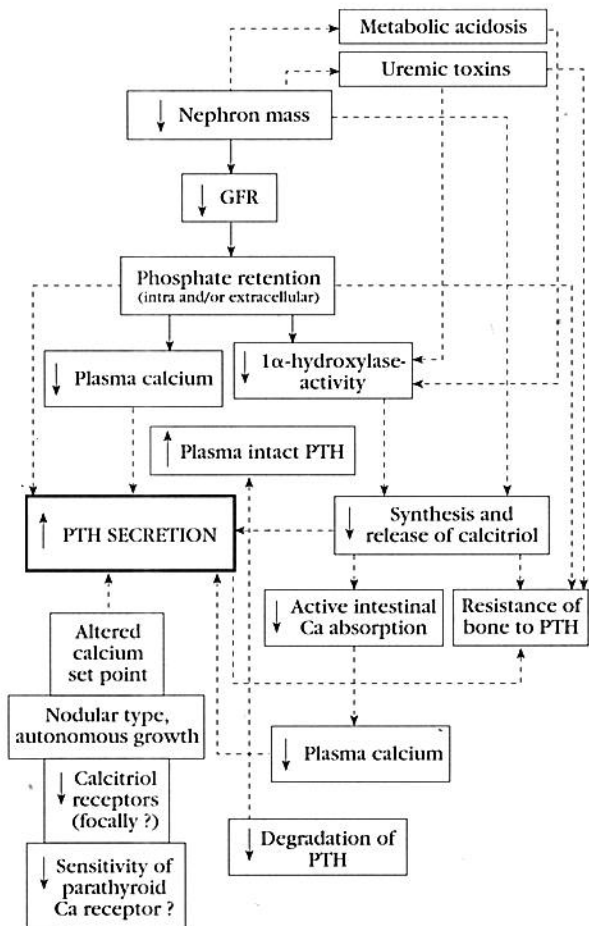 Metabolic acidosis
Uremic toxins
↓ Nephron mass
↓ GFR
Phosphate retention
(intra and/or extracellular)
↓ Plasma calcium
↓ 1α-hydroxylase-
activity
↑ Plasma intact PTH
↑ PTH SECRETION
↓ Synthesis and
release of calcitriol
Altered
calcium
set point
↓ Active intestinal
Ca absorption
Resistance of
bone to PTH
Nodular type,
autonomous growth
↓ Plasma calcium
↓ Calcitriol
receptors
(focally ?)
↓ Degradation of
PTH
↓ Sensitivity of
parathyroid
Ca receptor ?